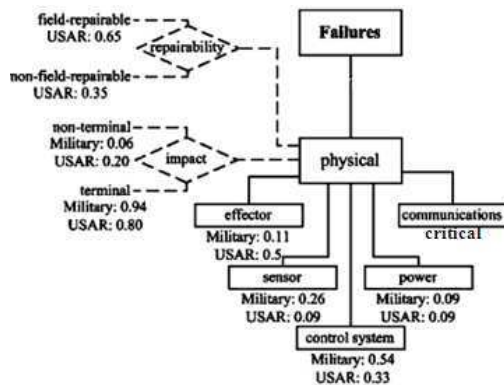 field-repairable
USAR: 0.65
repairability
non-field-repairable
USAR: 0.35
Failures
non-terminal
Military: 0.06
USAR: 0.20
impact
terminal
Military: 0.94
USAR: 0.80
physical
effector
Military: 0.11
USAR: 0.5
communications
critical
sensor
Military: 0.26
USAR: 0.09
power
Military: 0.09
USAR: 0.09
control system
Military: 0.54
USAR: 0.33